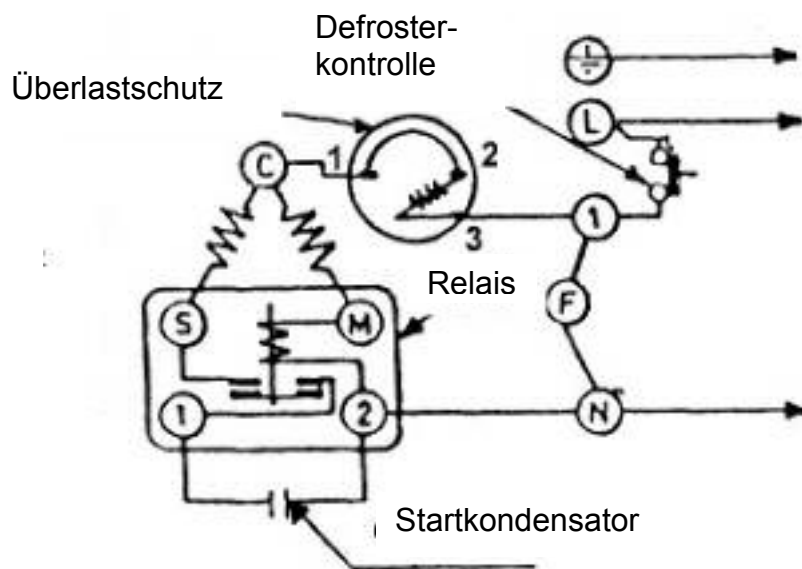 Defroster-
kontrolle
Überlastschutz
L
C
1
2
3
1
Relais
S
M
F
1
2
N
Startkondensator